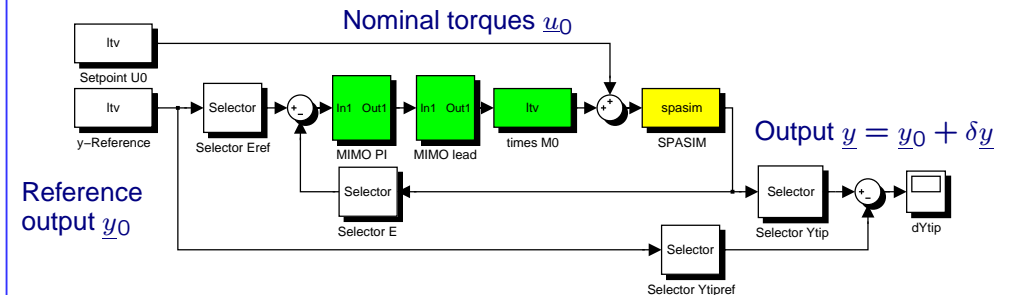 Nominal torques u0
ltv
Setpoint U0
ltv
y−Reference
Selector
Selector Eref
+
−
In1 Out1
MIMO PI
In1 Out1
MIMO lead
ltv
times M0
+
+
spasim
SPASIM
Output y = y0 + δy
Reference
output y0
Selector
Selector E
Selector
Selector Ytip
+
−
dYtip
Selector
Selector Ytipref